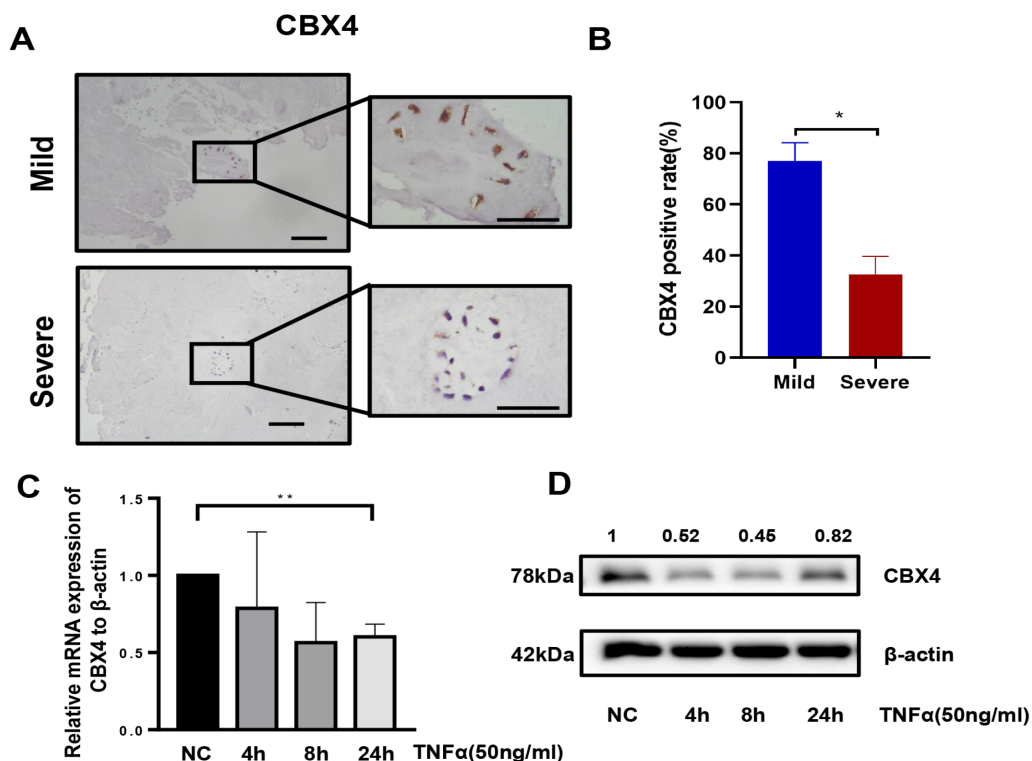 CBX4
A
Mild
Severe
B
CBX4 positive rate(%)
100
80
60
40
20
0
*
Mild Severe
C
Relative mRNA expression of
CBX4 to β-actin
1.5
1.0
0.5
0.0
**
NC 4h 8h 24h TNFα(50ng/ml)
D
1 0.52 0.45 0.82
78kDa CBX4
42kDa β-actin
NC 4h 8h 24h TNFα(50ng/ml)